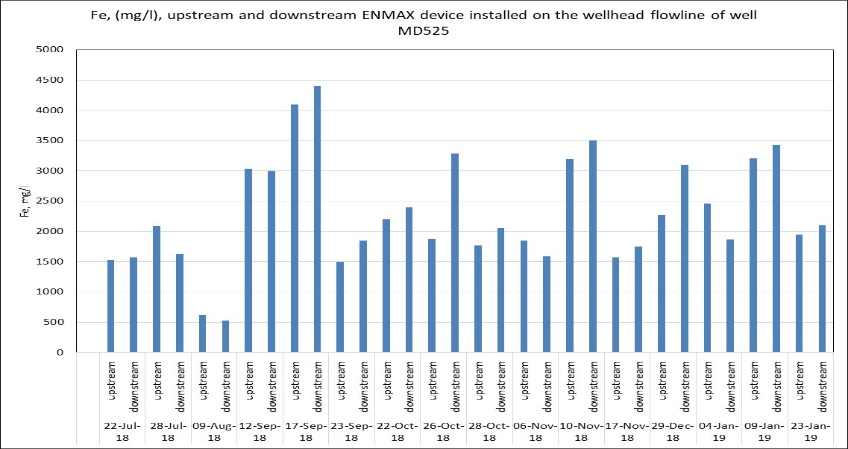 Fe, (mg/l), upstream and downstream ENMAX device installed on the wellhead flowline of well
MD525
5000
4500
4000
3500
3000
2500
2000
1500
1000
500
0
Fe, mg/l
upstream
downstream
upstream
downstream
upstream
downstream
upstream
downstream
upstream
downstream
upstream
downstream
upstream
downstream
upstream
downstream
upstream
downstream
upstream
downstream
upstream
downstream
upstream
downstream
upstream
downstream
upstream
downstream
upstream
downstream
upstream
downstream
22-Jul-
18
28-Jul-
18
09-Aug-
18
12-Sep-
18
17-Sep-
18
23-Sep-
18
22-Oct-
18
26-Oct-
18
28-Oct-
18
06-Nov-
18
10-Nov-
18
17-Nov-
18
29-Dec-
18
04-Jan-
19
09-Jan-
19
23-Jan-
19